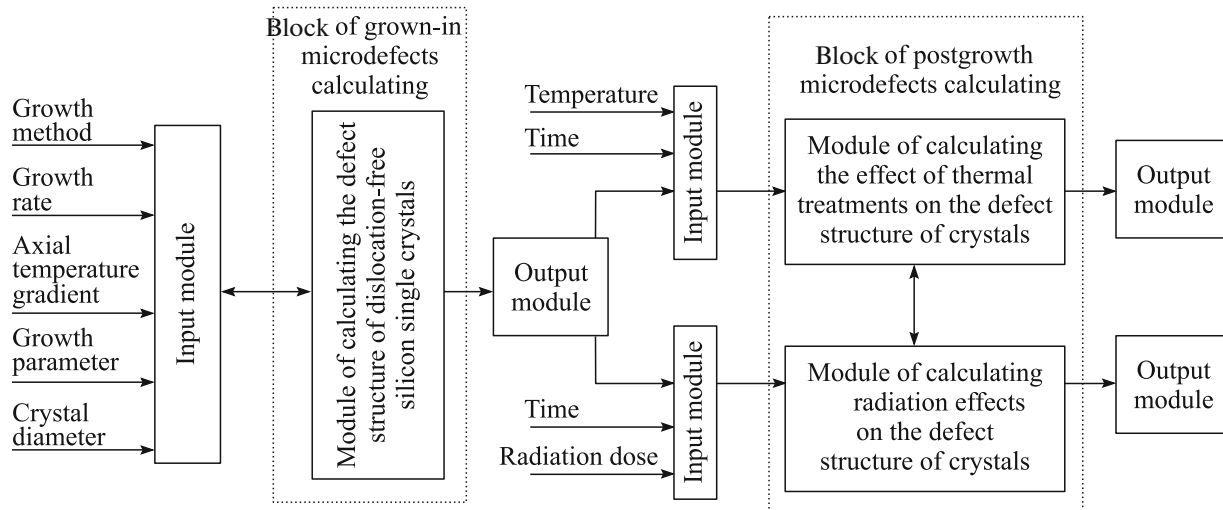 Block of grown-in
microdefects
calculating
Growth
method
Growth
rate
Axial
temperature
gradient
Growth
parameter
Crystal
diameter
Input module
Module of calculating the defect
structure of dislocation-free
silicon single crystals
Output
module
Temperature
Time
Input module
Time
Radiation dose
Input module
Block of postgrowth
microdefects calculating
Module of calculating
the effect of thermal
treatments on the defect
structure of crystals
Output
module
Module of calculating
radiation effects
on the defect
structure of crystals
Output
module